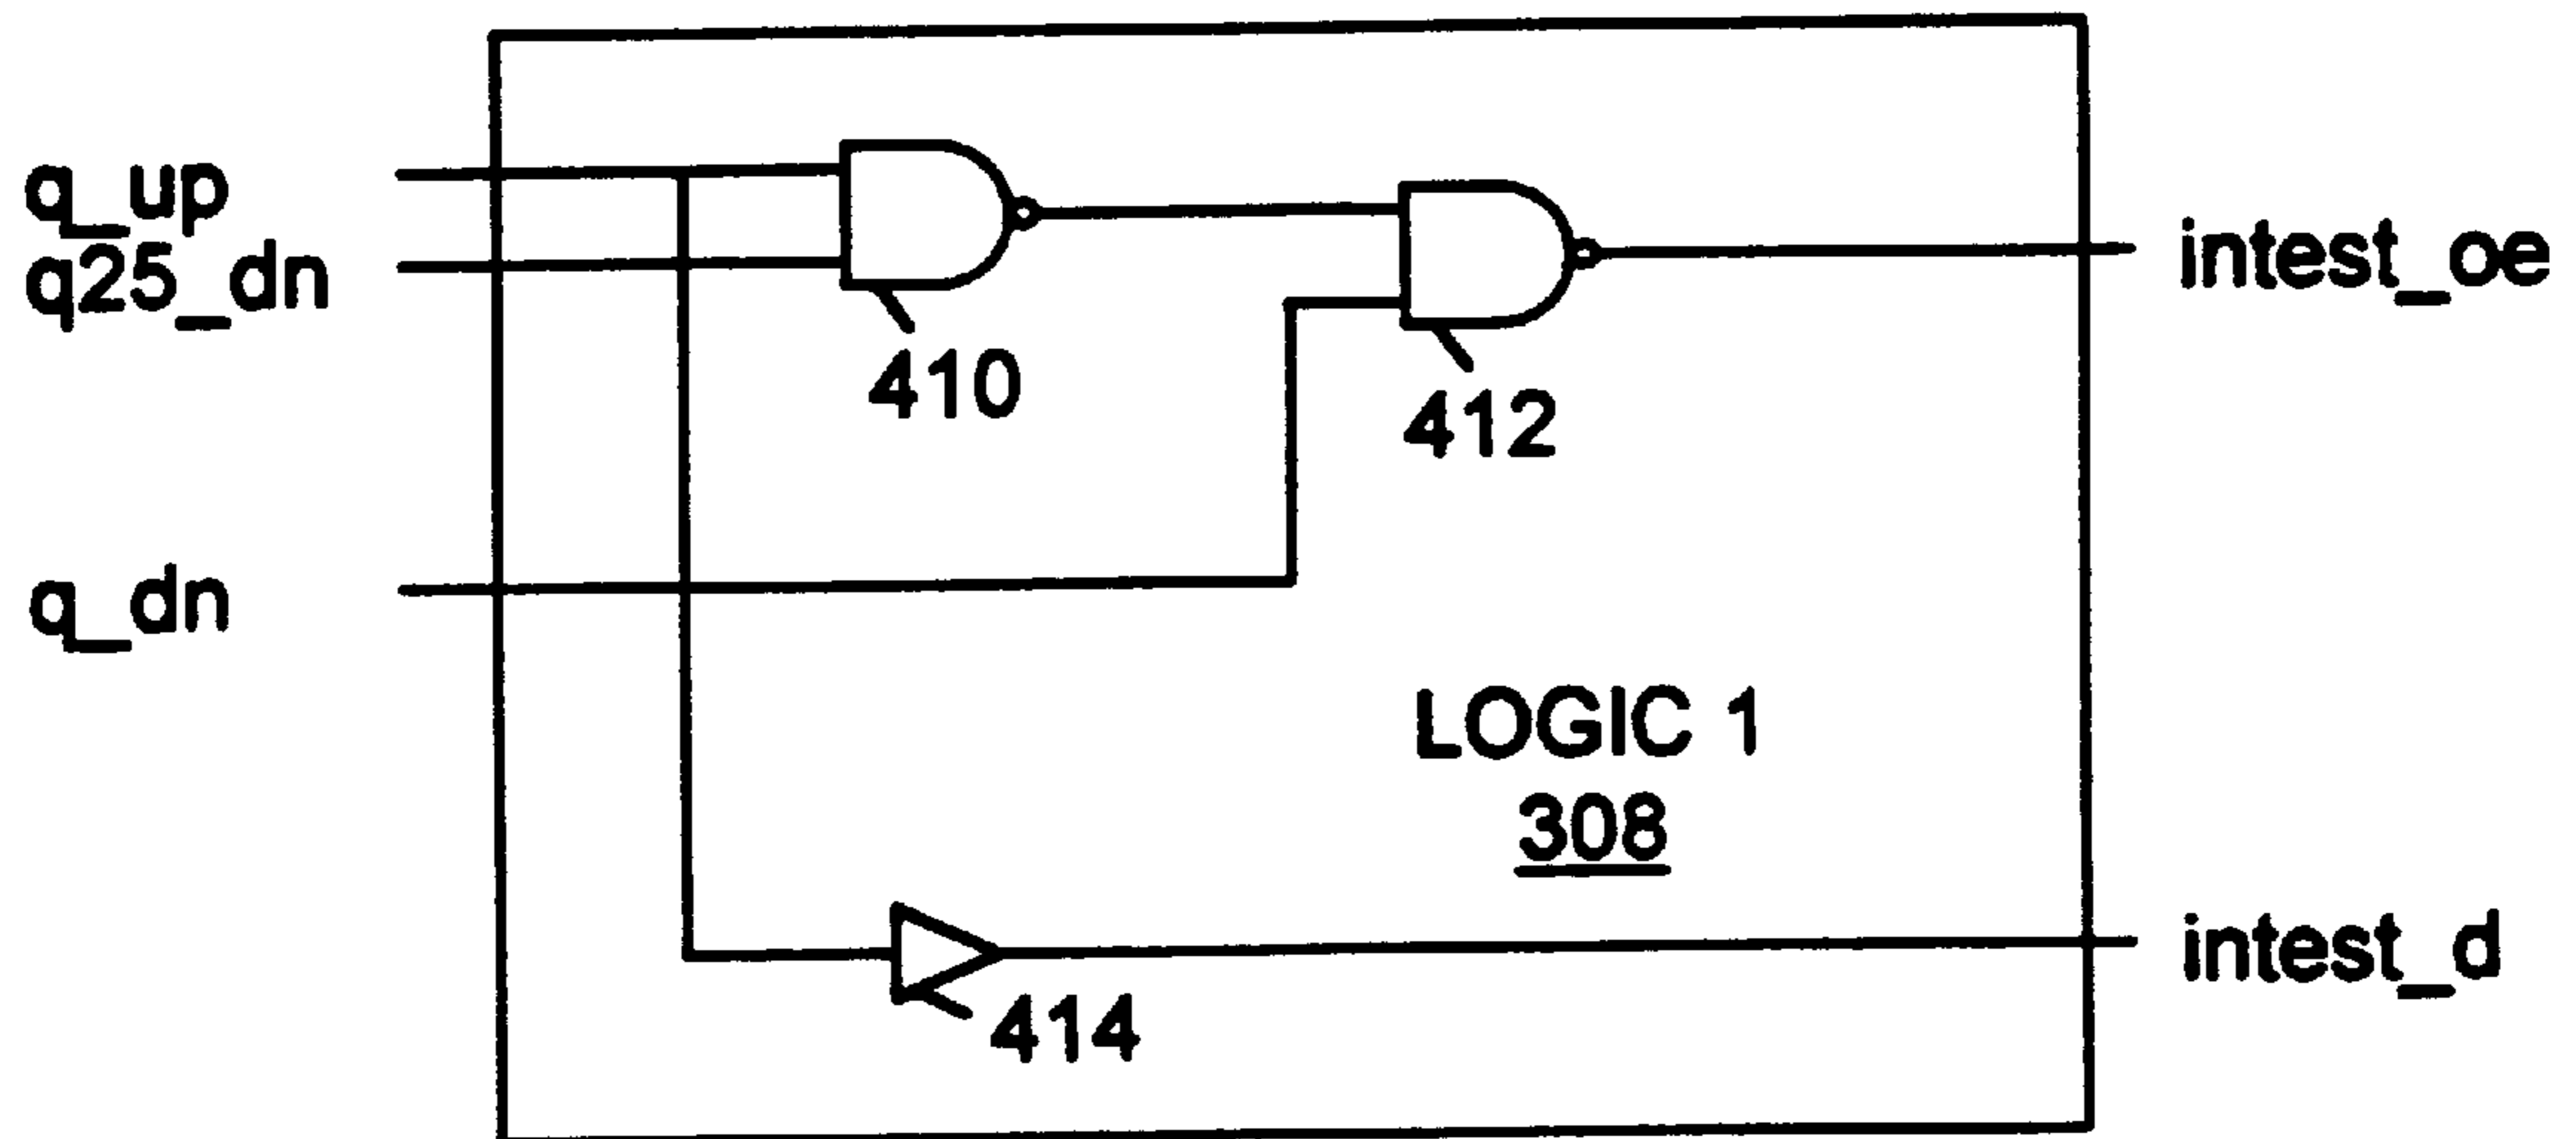 q_up
q25_dn
intest_oe
410
412
q_dn
LOGIC 1
308
intest_d
414